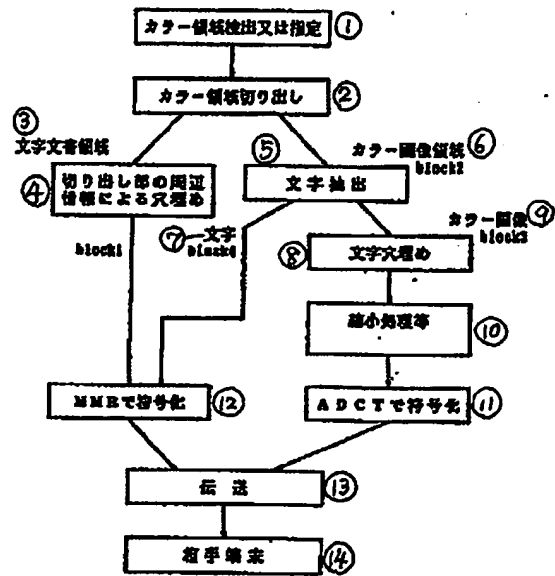 カラー領域検出又は指定 ①
カラー領域切り出し ②
③
文字文書領域
④ 切り出し部の周辺
情報による穴埋め
⑤
カラー画像領域 ⑥
block2
文字抽出
block1
⑦ 文字
block4
カラー画像 ⑨
block3
⑧ 文字穴埋め
縮小処理等 ⑩
MMRで符号化 ⑫
ADCTで符号化 ⑪
伝送 ⑬
相手端末 ⑭